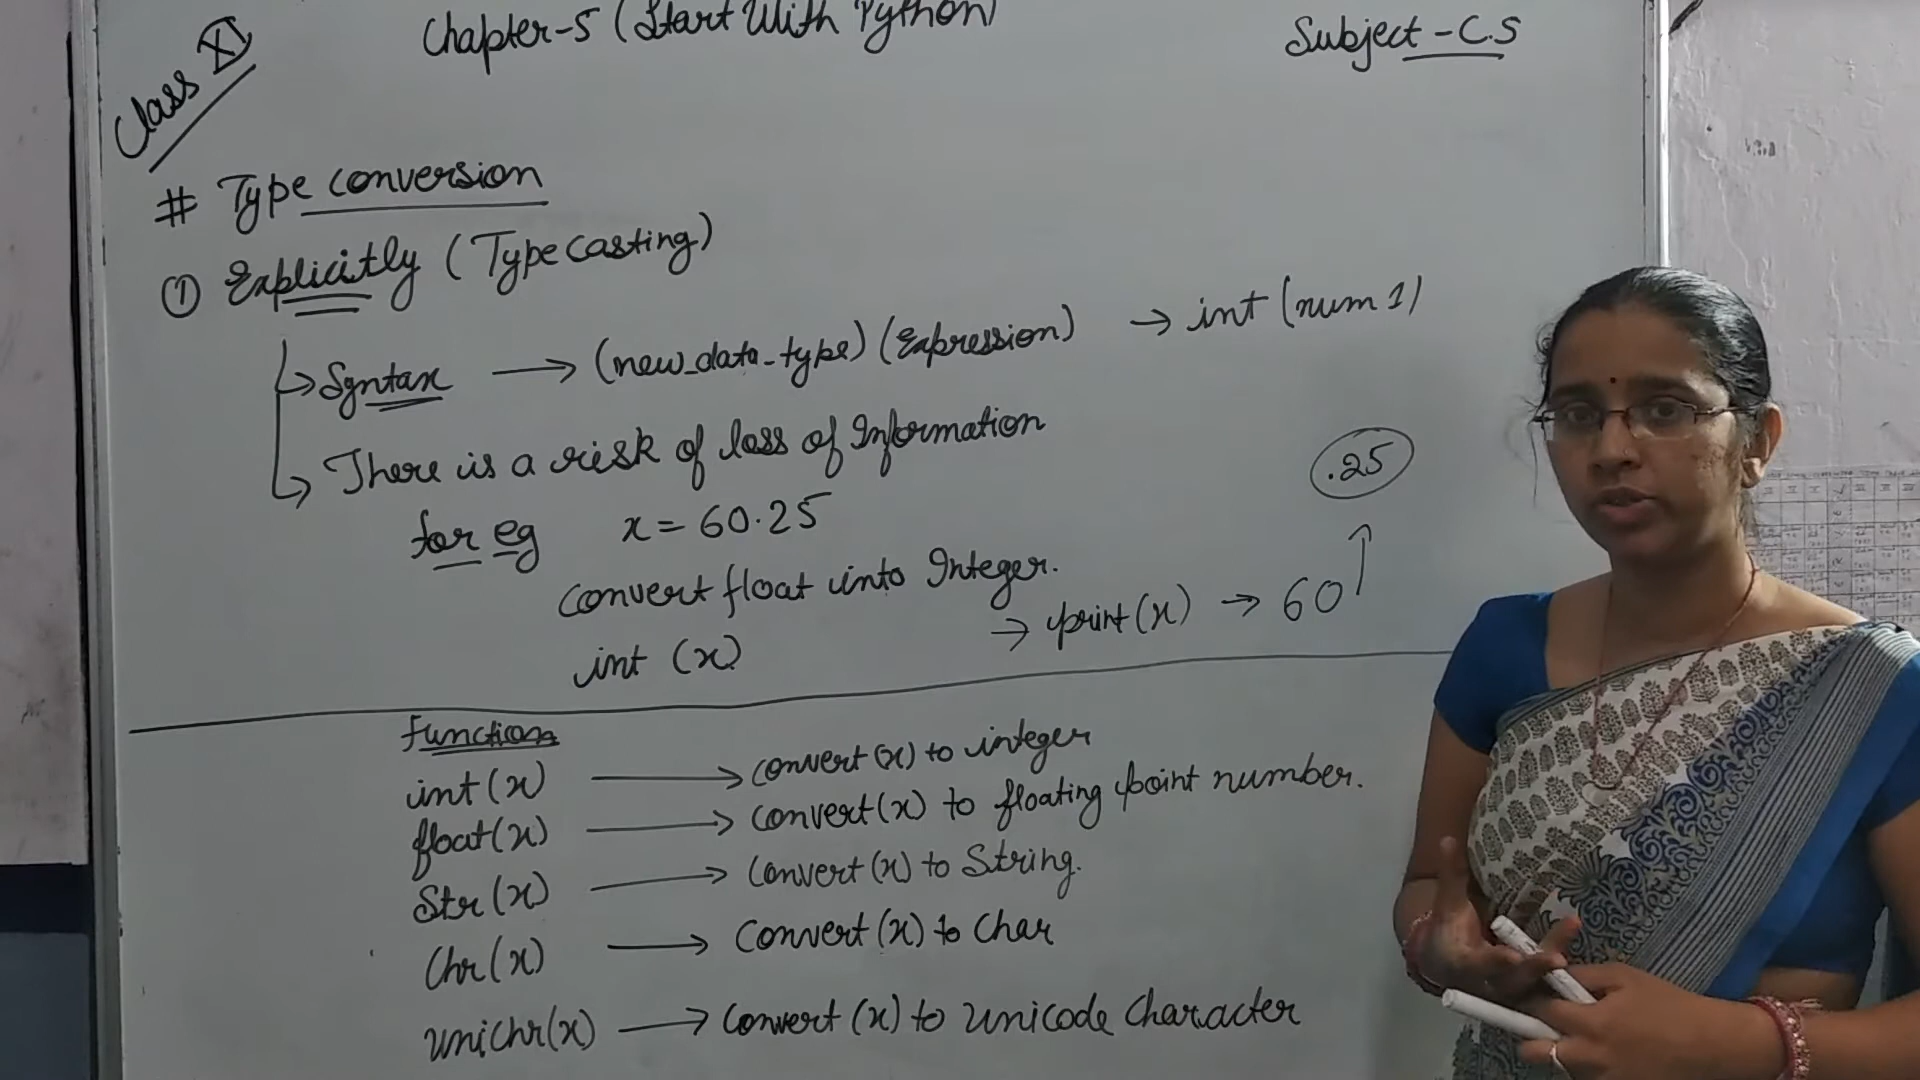 Class XI
Chapter-5 (Start With Python)
Subject - C.S
# Type conversion
① Explicitly (Type casting)
↳ Syntax → (new_data_type) (Expression) → int (num 1)
↳ There is a risk of loss of Information
for eg x = 60.25
.25
Convert float into Integer.
int (x) → print(x) → 60 ↑
Functions
int (x) → convert (x) to integer
float(x) → convert (x) to floating point number.
Str (x) → Convert (x) to String.
Chr (x) → Convert (x) to Char
unichr(x) → Convert (x) to Unicode Character